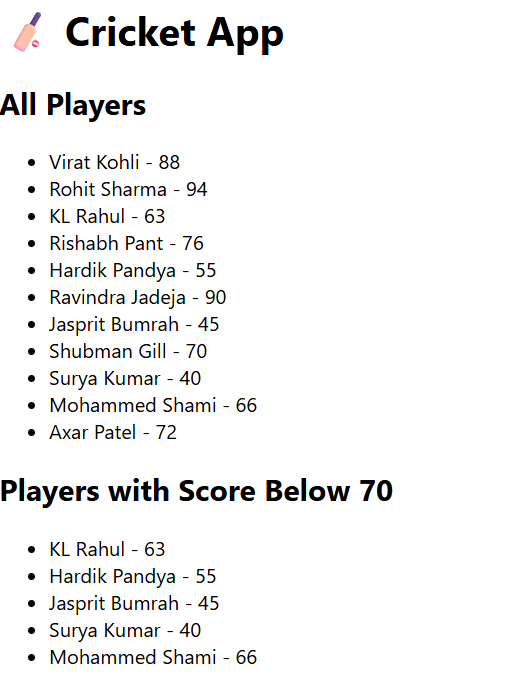 Cricket App
All Players
• Virat Kohli - 88
• Rohit Sharma - 94
• KL Rahul - 63
• Rishabh Pant - 76
• Hardik Pandya - 55
• Ravindra Jadeja - 90
• Jasprit Bumrah - 45
• Shubman Gill - 70
• Surya Kumar - 40
• Mohammed Shami - 66
• Axar Patel - 72
Players with Score Below 70
• KL Rahul - 63
• Hardik Pandya - 55
• Jasprit Bumrah - 45
• Surya Kumar - 40
• Mohammed Shami - 66